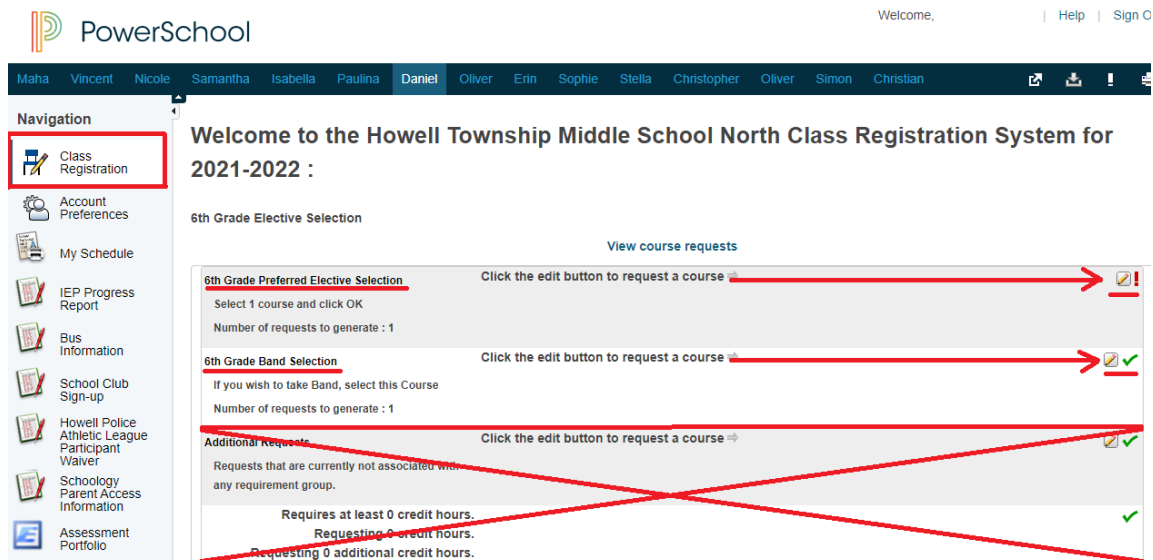 Welcome, | Help | Sign O
PowerSchool
Maha Vincent Nicole Samantha Isabella Paulina Daniel Oliver Erin Sophie Stella Christopher Oliver Simon Christian
Navigation
Class
Registration
Account
Preferences
My Schedule
IEP Progress
Report
Bus
Information
School Club
Sign-up
Howell Police
Athletic League
Participant
Waiver
Schoology
Parent Access
Information
Assessment
Portfolio
Welcome to the Howell Township Middle School North Class Registration System for
2021-2022 :
6th Grade Elective Selection
View course requests
6th Grade Preferred Elective Selection Click the edit button to request a course
Select 1 course and click OK
Number of requests to generate : 1
6th Grade Band Selection Click the edit button to request a course
If you wish to take Band, select this Course
Number of requests to generate : 1
Additional Requests Click the edit button to request a course
Requests that are currently not associated with
any requirement group.
Requires at least 0 credit hours.
Requesting 0 credit hours.
Requesting 0 additional credit hours.